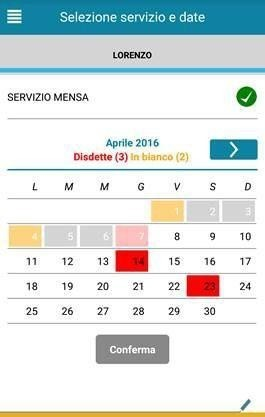 Selezione servizio e date
LORENZO
SERVIZIO MENSA
Aprile 2016
Disdette (3) In bianco (2)
L M M G V S D
1 2 3
4 5 6 7 8 9 10
11 12 13 14 15 16 17
18 19 20 21 22 23 24
25 26 27 28 29 30
Conferma